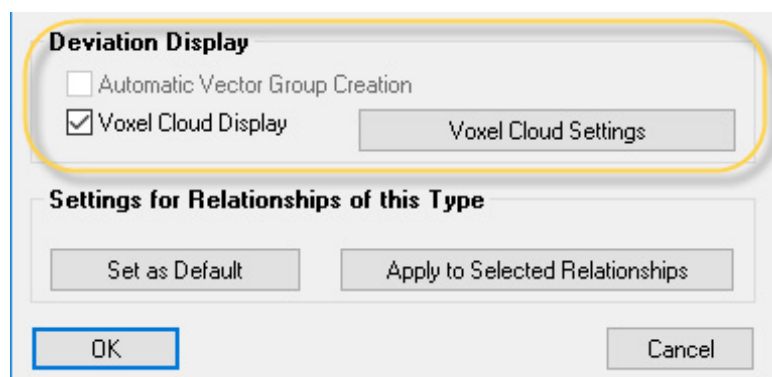 Deviation Display
Automatic Vector Group Creation
Voxel Cloud Display
Voxel Cloud Settings
Settings for Relationships of this Type
Set as Default
Apply to Selected Relationships
OK
Cancel